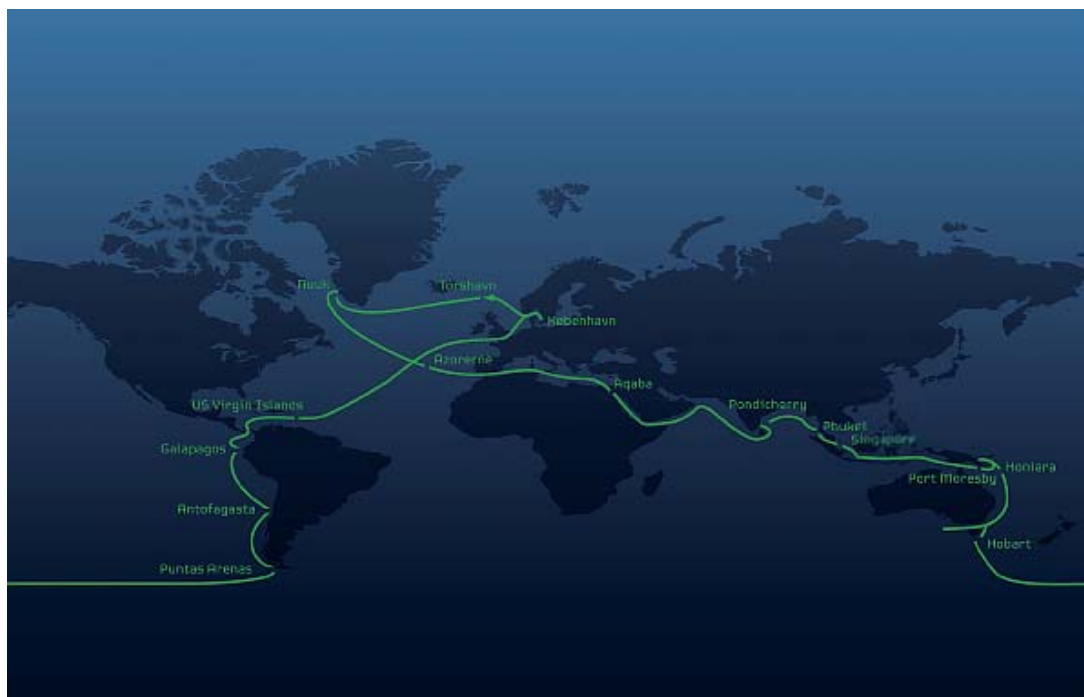 Nuuk
Torshavn
København
Azorerne
Aqaba
US Virgin Islands
Pondicherry
Phuket
Singapore
Galapagos
Honiara
Port Moresby
Antofagasta
Hobart
Puntas Arenas